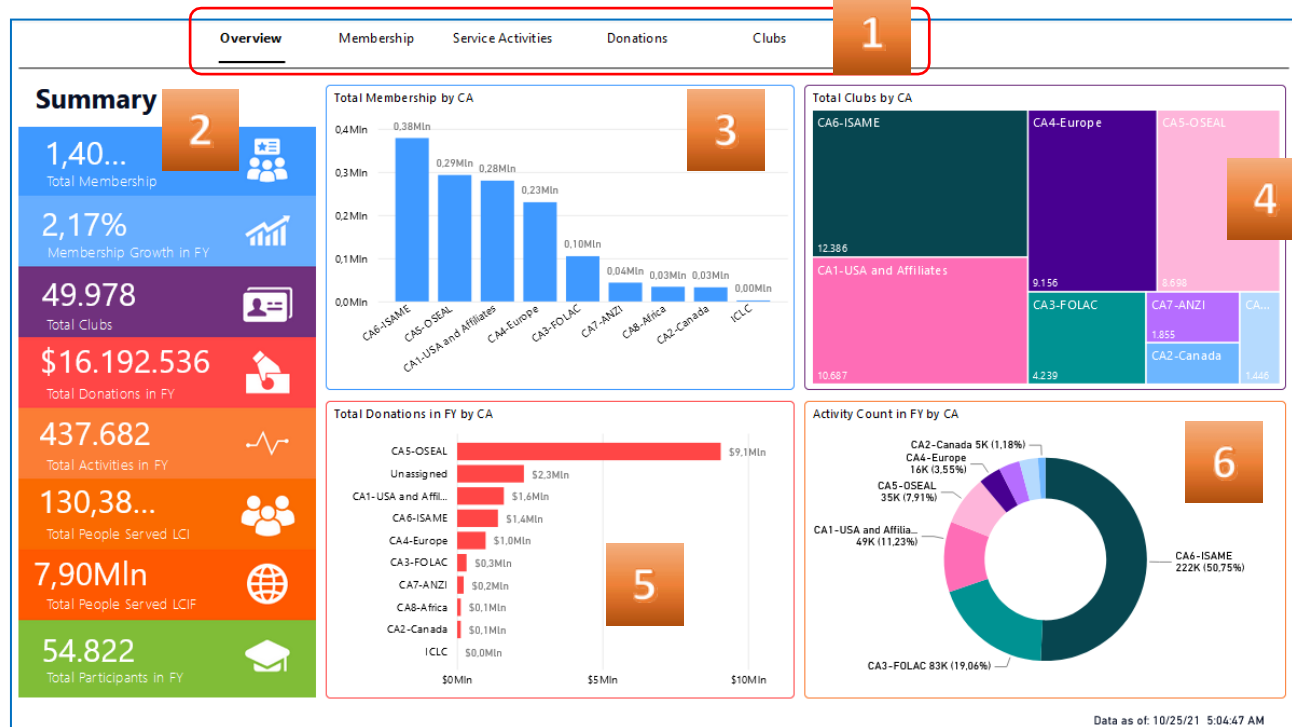 Overview Membership Service Activities Donations Clubs
1
Summary
2
1,40...
Total Membership
2,17%
Membership Growth in FY
49.978
Total Clubs
$16.192.536
Total Donations in FY
437.682
Total Activities in FY
130,38...
Total People Served LCI
7,90Mln
Total People Served LCIF
54.822
Total Participants in FY
Total Membership by CA
3
0,4Mln
0,3Mln
0,2Mln
0,1Mln
0,0Mln
0,38Mln
0,29Mln
0,28Mln
0,23Mln
0,10Mln
0,04Mln
0,03Mln
0,03Mln
0,00Mln
CA6-ISAME
CA5-OSEAL
CA1-USA and Affiliates
CA4-Europe
CA3-FOLAC
CA7-ANZI
CA8-Africa
CA2-Canada
ICLC
Total Clubs by CA
4
CA6-ISAME
12.386
CA1-USA and Affiliates
10.687
CA4-Europe
9.156
CA5-OSEAL
8.698
CA3-FOLAC
4.239
CA7-ANZI
1.855
CA2-Canada
CA...
1.446
Total Donations in FY by CA
5
CA5-OSEAL $9,1Mln
Unassigned $2,3Mln
CA1-USA and Affil... $1,6Mln
CA6-ISAME $1,4Mln
CA4-Europe $1,0Mln
CA3-FOLAC $0,3Mln
CA7-ANZI $0,2Mln
CA8-Africa $0,1Mln
CA2-Canada $0,1Mln
ICLC $0,0Mln
$0Mln $5Mln $10Mln
Activity Count in FY by CA
6
CA2-Canada 5K (1,18%)
CA4-Europe
16K (3,55%)
CA5-OSEAL
35K (7,91%)
CA1-USA and Affilia...
49K (11,23%)
CA6-ISAME
222K (50,75%)
CA3-FOLAC 83K (19,06%)
Data as of: 10/25/21 5:04:47 AM